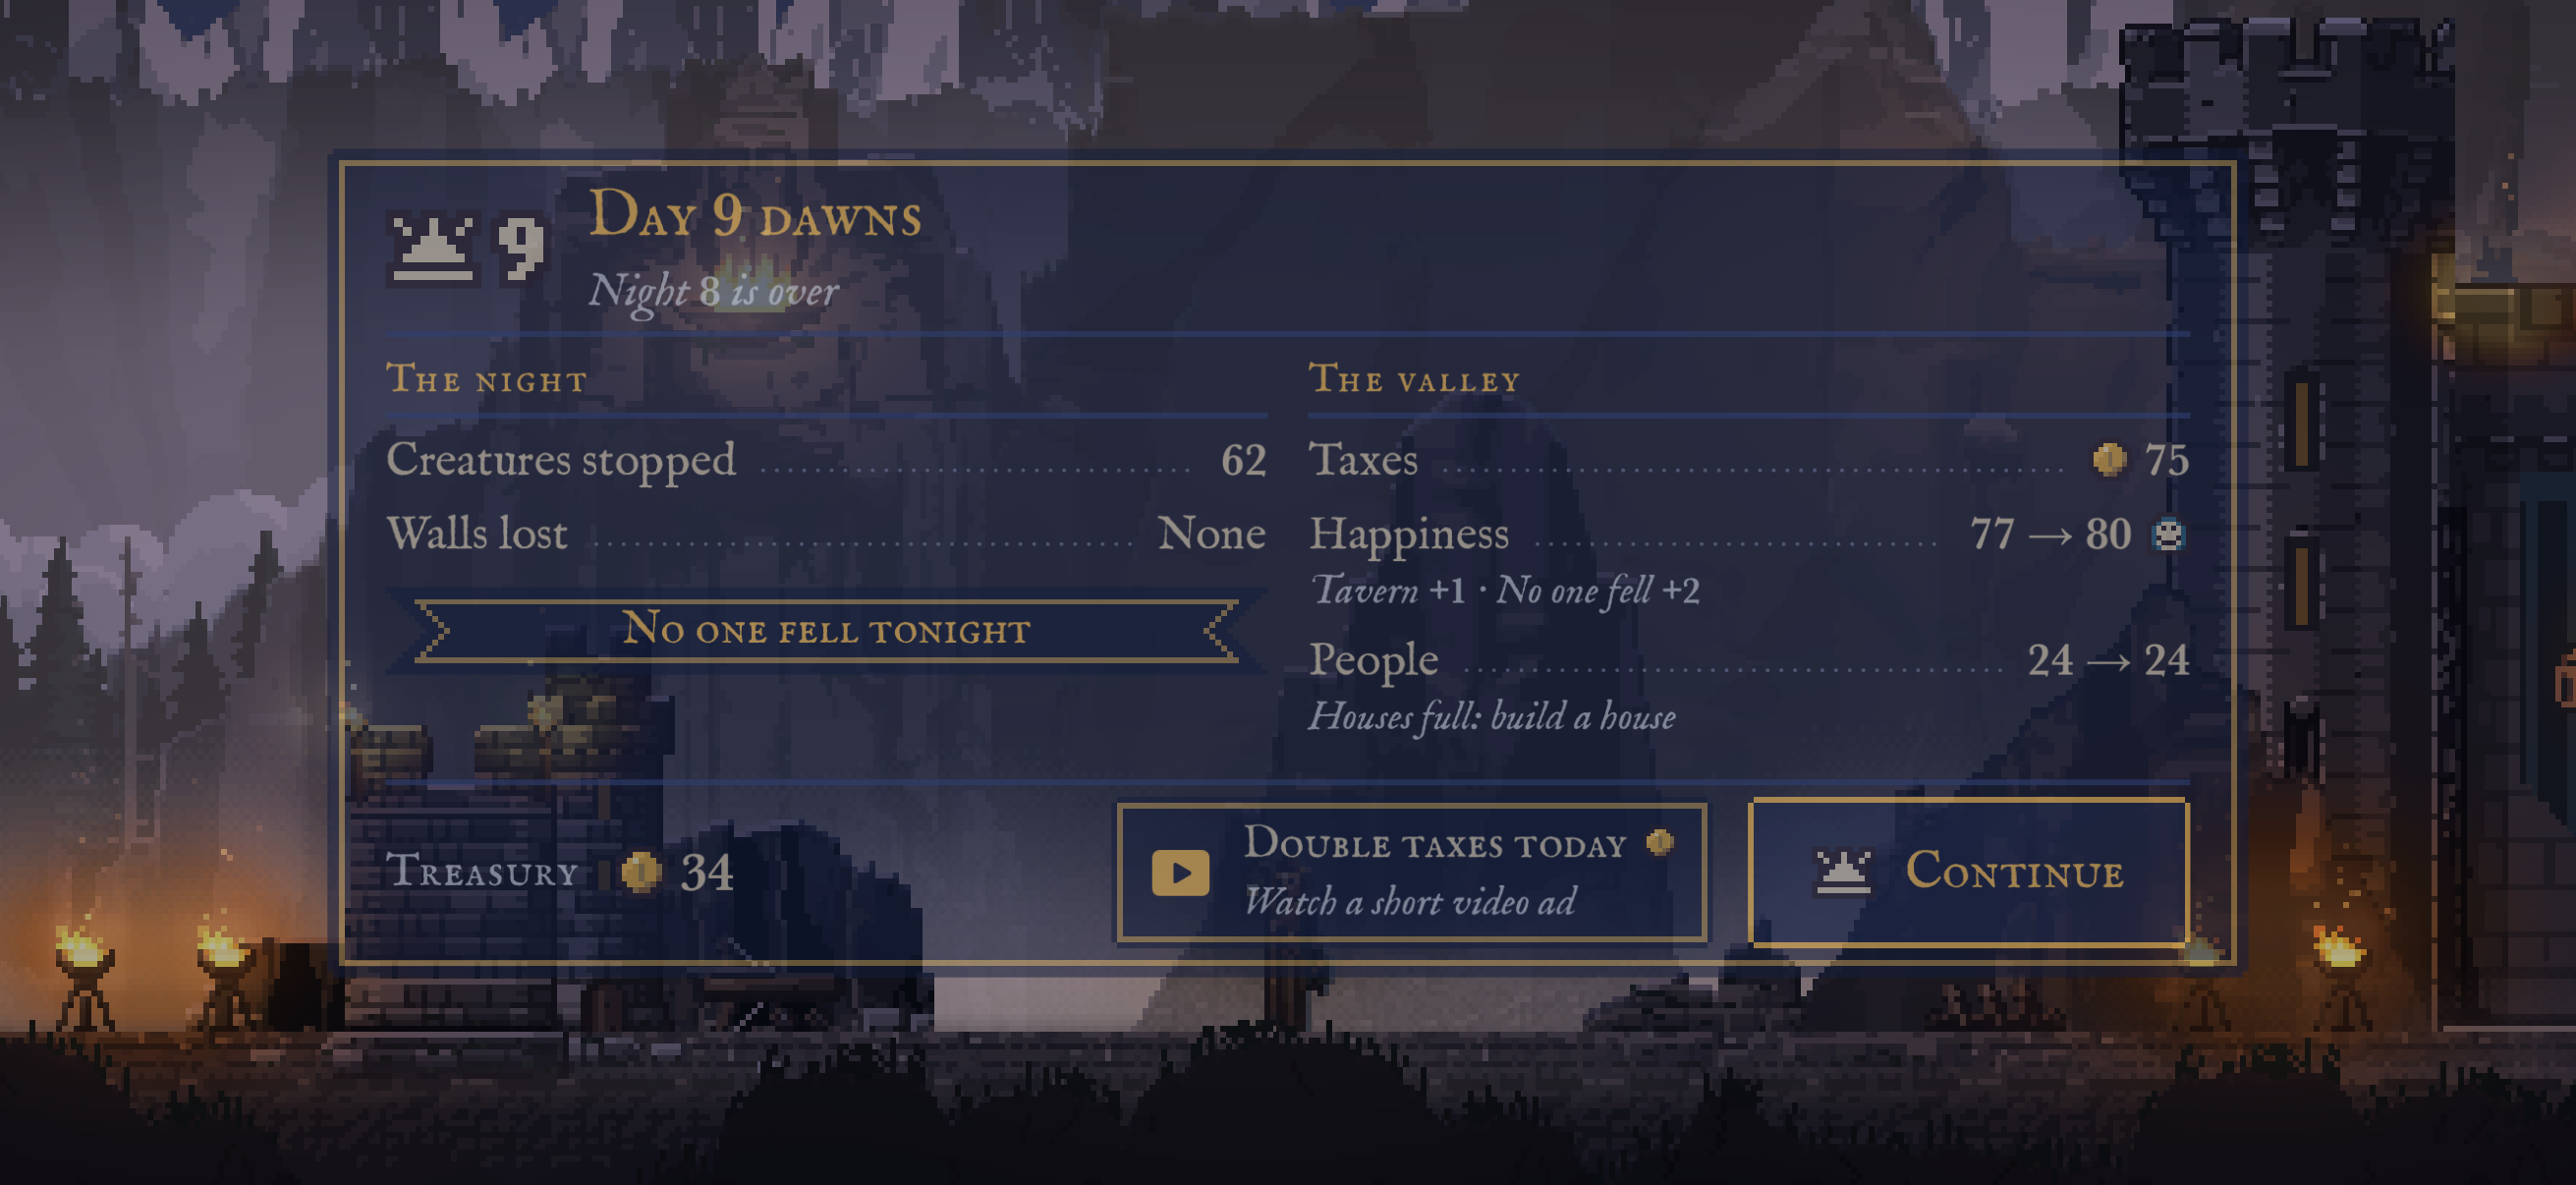 9
Day 9 dawns
Night 8 is over
The night
Creatures stopped 62
Walls lost None
No one fell tonight
The valley
Taxes 75
Happiness 77 → 80
Tavern +1 · No one fell +2
People 24 → 24
Houses full: build a house
Treasury 34
Double taxes today
Watch a short video ad
Continue